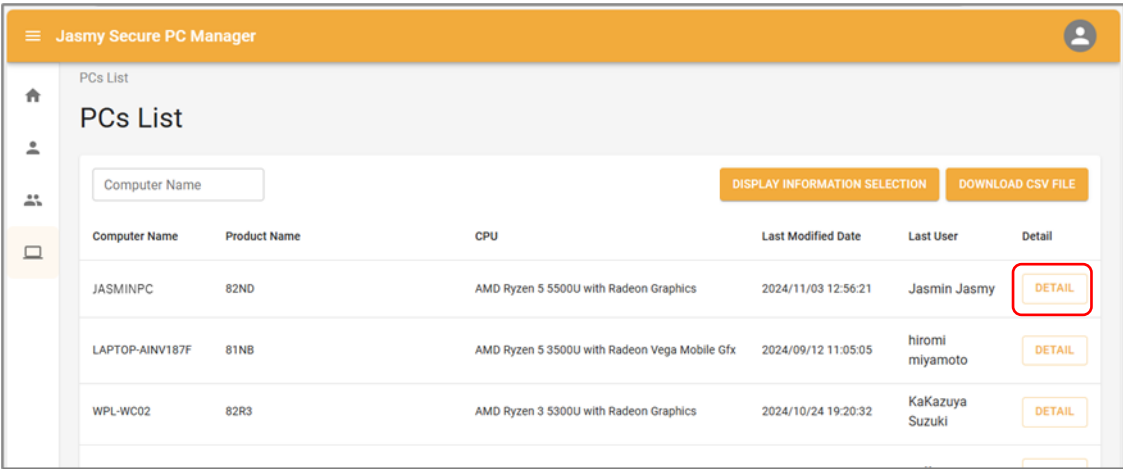 Jasmy Secure PC Manager
PCs List
PCs List
Computer Name
DISPLAY INFORMATION SELECTION
DOWNLOAD CSV FILE
Computer Name Product Name CPU Last Modified Date Last User Detail
JASMINPC 82ND AMD Ryzen 5 5500U with Radeon Graphics 2024/11/03 12:56:21 Jasmin Jasmy DETAIL
LAPTOP-AINV187F 81NB AMD Ryzen 5 3500U with Radeon Vega Mobile Gfx 2024/09/12 11:05:05 hiromi
miyamoto DETAIL
WPL-WC02 82R3 AMD Ryzen 3 5300U with Radeon Graphics 2024/10/24 19:20:32 KaKazuya
Suzuki DETAIL